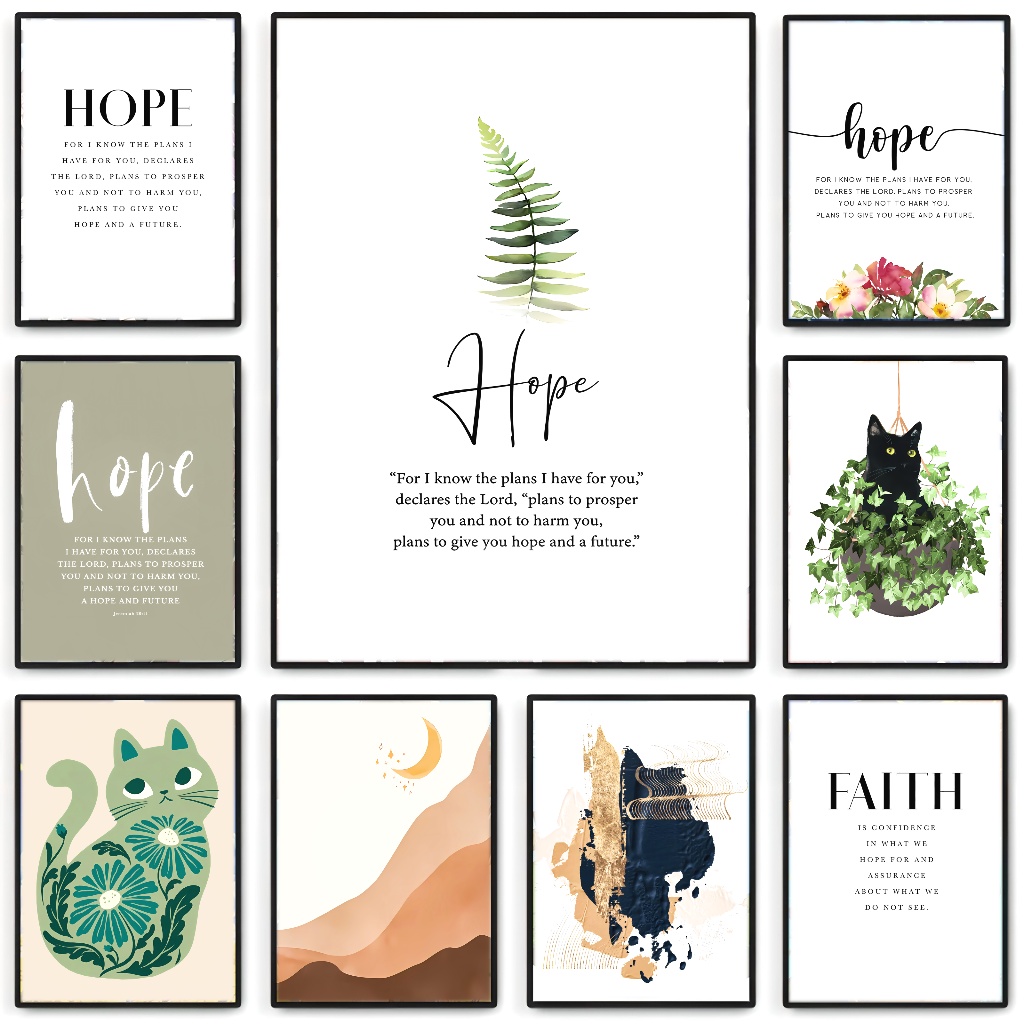 HOPE
FOR I KNOW THE PLANS I
HAVE FOR YOU, DECLARES
THE LORD, PLANS TO PROSPER
YOU AND NOT TO HARM YOU,
PLANS TO GIVE YOU
HOPE AND A FUTURE.
Hope
“For I know the plans I have for you,”
declares the Lord, “plans to prosper
you and not to harm you,
plans to give you hope and a future.”
hope
FOR I KNOW THE PLANS I HAVE FOR YOU,
DECLARES THE LORD, PLANS TO PROSPER
YOU AND NOT TO HARM YOU.
PLANS TO GIVE YOU HOPE AND A FUTURE.
hope
FOR I KNOW THE PLANS
I HAVE FOR YOU, DECLARES
THE LORD, PLANS TO PROSPER
YOU AND NOT TO HARM YOU,
PLANS TO GIVE YOU
A HOPE AND FUTURE
FAITH
IS CONFIDENCE
IN WHAT WE
HOPE FOR AND
ASSURANCE
ABOUT WHAT WE
DO NOT SEE.